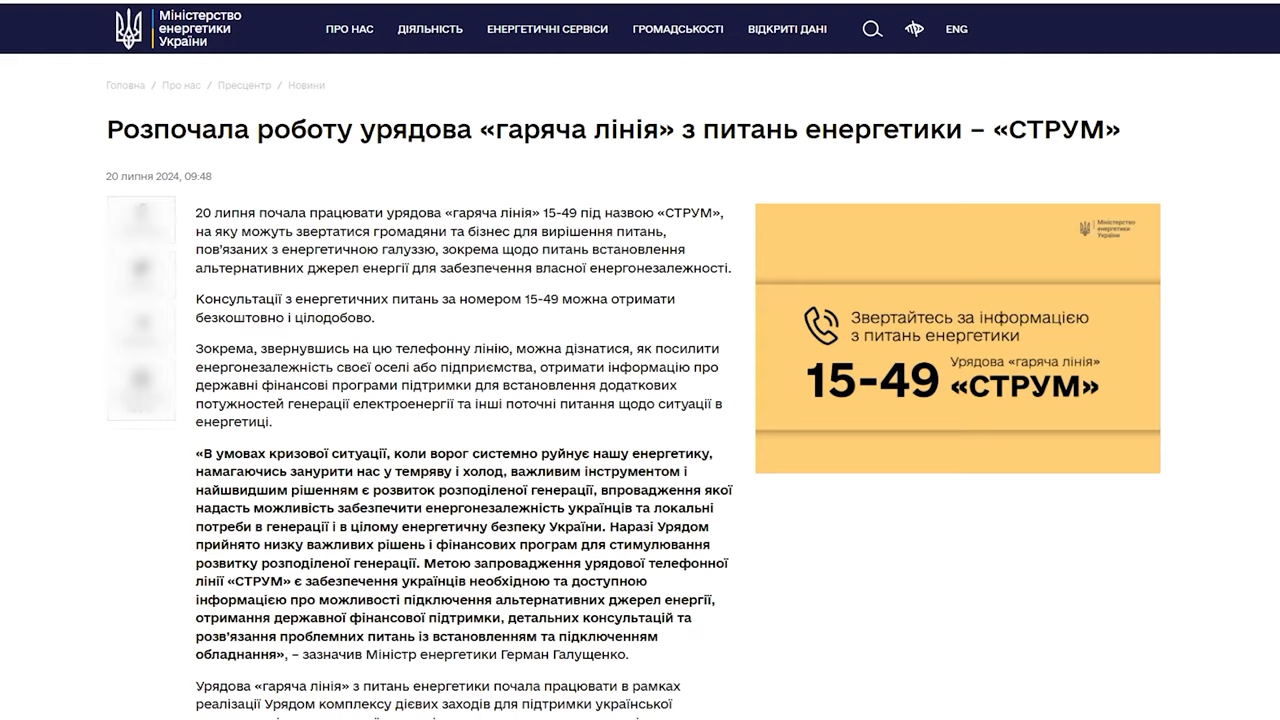 Міністерство
енергетики
України
ПРО НАС ДІЯЛЬНІСТЬ ЕНЕРГЕТИЧНІ СЕРВІСИ ГРОМАДСЬКОСТІ ВІДКРИТІ ДАНІ ENG
Головна / Про нас / Пресцентр / Новини
Розпочала роботу урядова «гаряча лінія» з питань енергетики – «СТРУМ»
20 липня 2024, 09:48
20 липня почала працювати урядова «гаряча лінія» 15-49 під назвою «СТРУМ»,
на яку можуть звертатися громадяни та бізнес для вирішення питань,
пов'язаних з енергетичною галуззю, зокрема щодо питань встановлення
альтернативних джерел енергії для забезпечення власної енергонезалежності.
Консультації з енергетичних питань за номером 15-49 можна отримати
безкоштовно і цілодобово.
Зокрема, звернувшись на цю телефонну лінію, можна дізнатися, як посилити
енергонезалежність своєї оселі або підприємства, отримати інформацію про
державні фінансові програми підтримки для встановлення додаткових
потужностей генерації електроенергії та інші поточні питання щодо ситуації в
енергетиці.
«В умовах кризової ситуації, коли ворог системно руйнує нашу енергетику,
намагаючись занурити нас у темряву і холод, важливим інструментом і
найшвидшим рішенням є розвиток розподіленої генерації, впровадження якої
надасть можливість забезпечити енергонезалежність українців та локальні
потреби в генерації і в цілому енергетичну безпеку України. Наразі Урядом
прийнято низку важливих рішень і фінансових програм для стимулювання
розвитку розподіленої генерації. Метою запровадження урядової телефонної
лінії «СТРУМ» є забезпечення українців необхідною та доступною
інформацією про можливості підключення альтернативних джерел енергії,
отримання державної фінансової підтримки, детальних консультацій та
розв'язання проблемних питань із встановленням та підключенням
обладнання», – зазначив Міністр енергетики Герман Галущенко.
Урядова «гаряча лінія» з питань енергетики почала працювати в рамках
реалізації Урядом комплексу дієвих заходів для підтримки української
Міністерство
енергетики
України
Звертайтесь за інформацією
з питань енергетики
15-49 Урядова «гаряча лінія»
«СТРУМ»